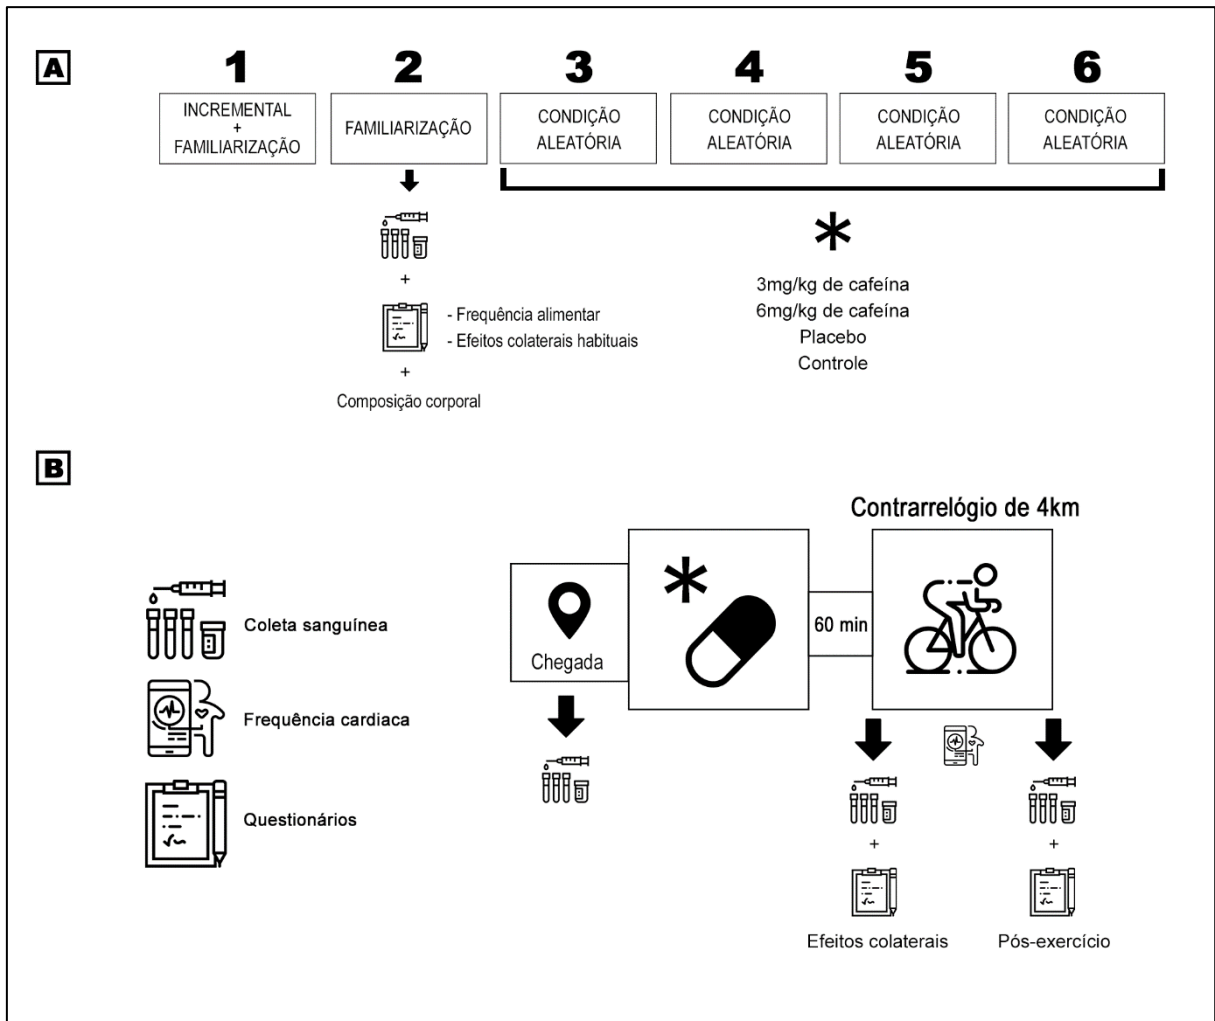 A
1
2
3
4
5
6
INCREMENTAL
+
FAMILIARIZAÇÃO
FAMILIARIZAÇÃO
CONDIÇÃO
ALEATÓRIA
CONDIÇÃO
ALEATÓRIA
CONDIÇÃO
ALEATÓRIA
CONDIÇÃO
ALEATÓRIA
+
- Frequência alimentar
- Efeitos colaterais habituais
+
Composição corporal
*
3mg/kg de cafeína
6mg/kg de cafeína
Placebo
Controle
B
Coleta sanguínea
Frequência cardiaca
Questionários
Chegada
*
60 min
Contrarrelógio de 4km
+
Efeitos colaterais
+
Pós-exercício